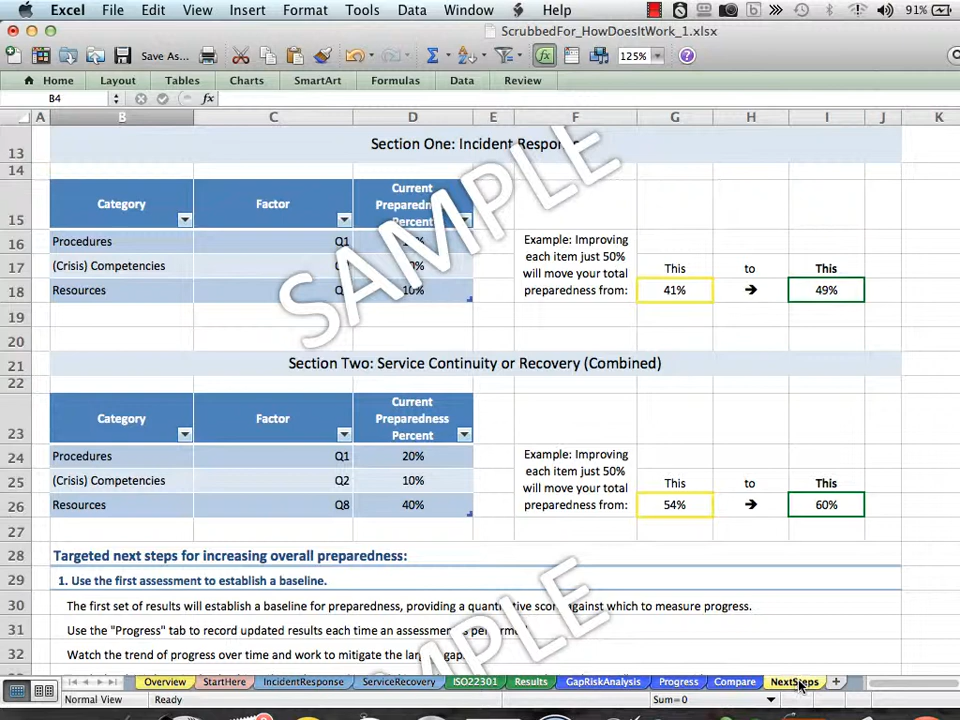 Excel File Edit View Insert Format Tools Data Window Help 91%
ScrubbedFor_HowDoesItWork_1.xlsx
Save As... fx 125%
Home Layout Tables Charts SmartArt Formulas Data Review
B4 fx
A B C D E F G H I J K
13 Section One: Incident
14
15 Category Factor Current Preparedness Percent
16 Procedures Q1
17 (Crisis) Competencies
18 Resources 10%
Example: Improving
each item just 50%
will move your total
preparedness from:
This to This
41% → 49%
19
20
21 Section Two: Service Continuity or Recovery (Combined)
22
23 Category Factor Current Preparedness Percent
24 Procedures Q1 20%
25 (Crisis) Competencies Q2 10%
26 Resources Q8 40%
Example: Improving
each item just 50%
will move your total
preparedness from:
This to This
54% → 60%
27
28 Targeted next steps for increasing overall preparedness:
29 1. Use the first assessment to establish a baseline.
30 The first set of results will establish a baseline for preparedness, providing a score against which to measure progress.
31 Use the "Progress" tab to record updated results each time an assessment is
32 Watch the trend of progress over time and work to mitigate the
SAMPLE
SAMPLE
Overview StartHere IncidentResponse ServiceRecovery ISO22301 Results GapRiskAnalysis Progress Compare NextSteps +
Normal View Ready Sum=0